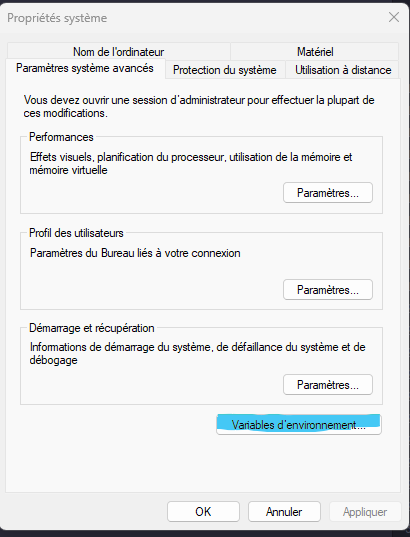 Propriétés système
Nom de l'ordinateur
Matériel
Paramètres système avancés
Protection du système
Utilisation à distance
Vous devez ouvrir une session d'administrateur pour effectuer la plupart de
ces modifications.
Performances
Effets visuels, planification du processeur, utilisation de la mémoire et
mémoire virtuelle
Paramètres...
Profil des utilisateurs
Paramètres du Bureau liés à votre connexion
Paramètres...
Démarrage et récupération
Informations de démarrage du système, de défaillance du système et de
débogage
Paramètres...
Variables d'environnement...
OK
Annuler
Appliquer